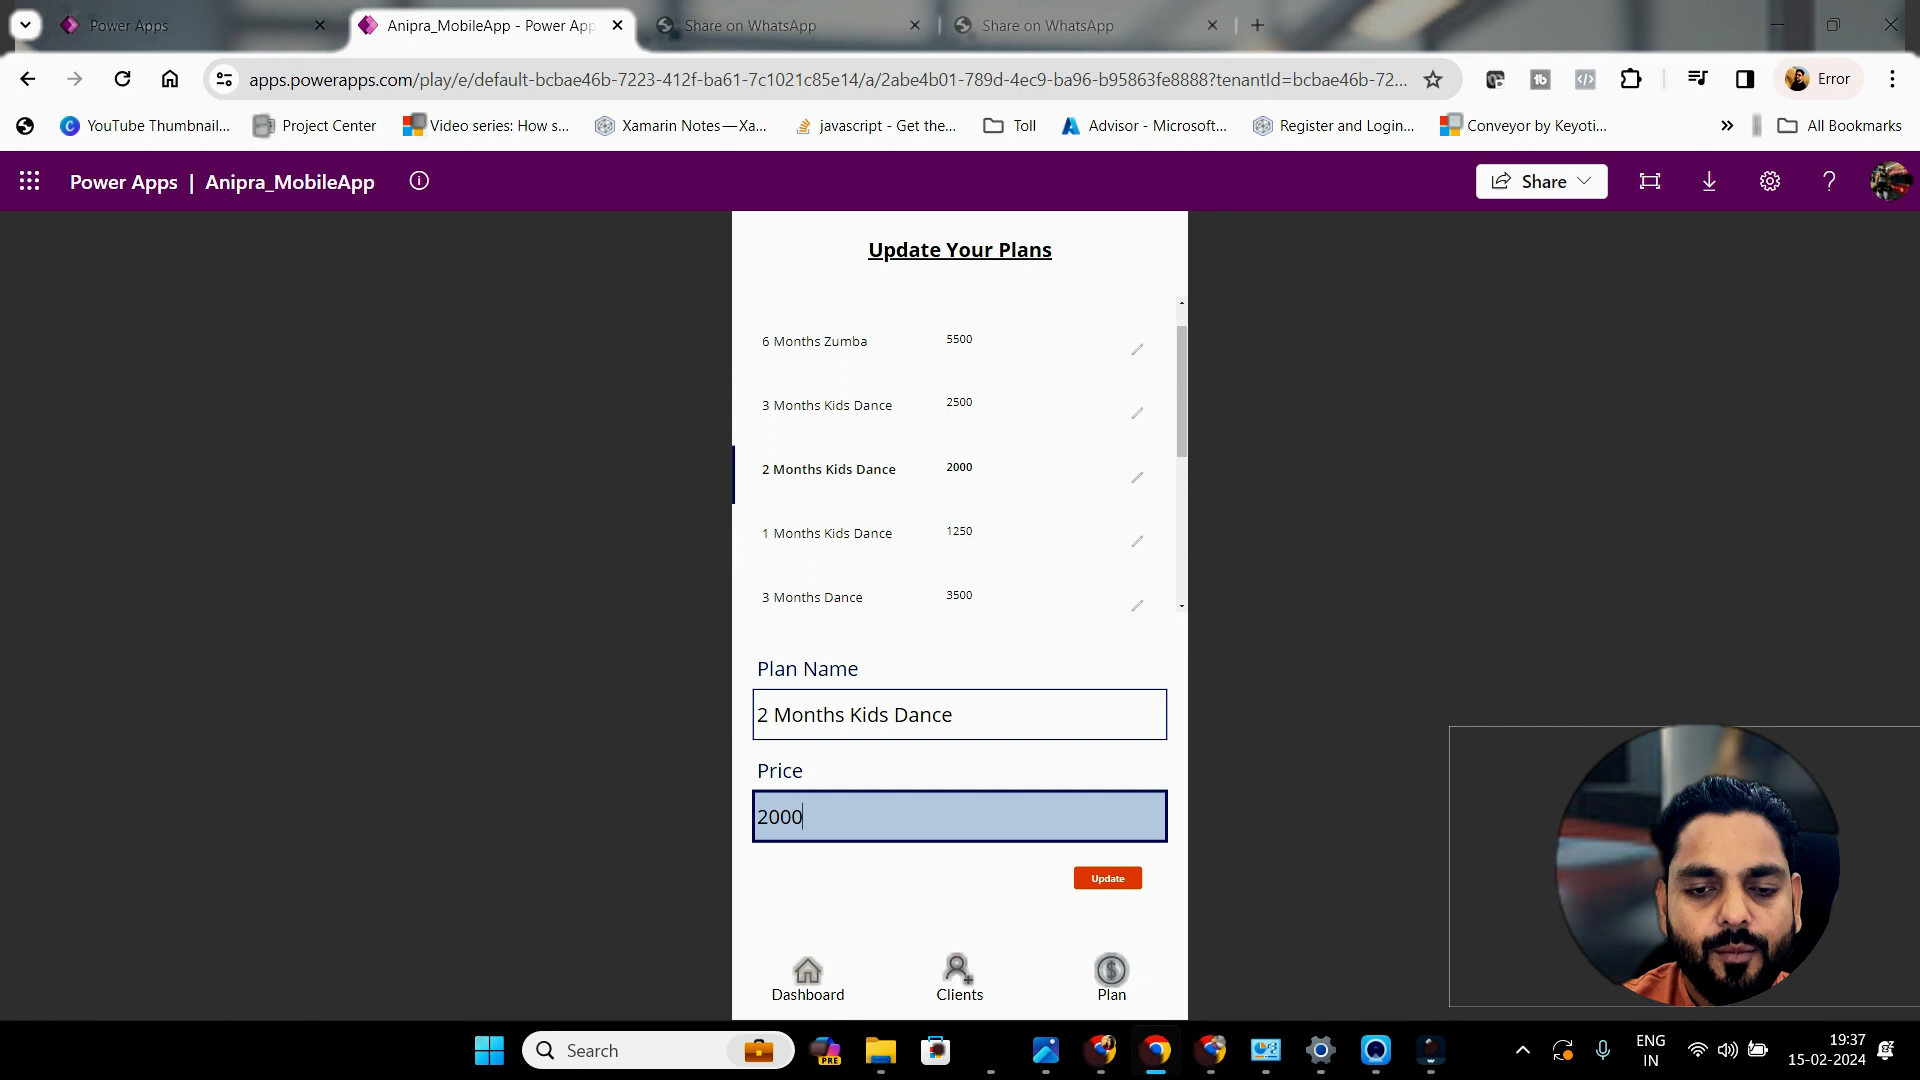 Power Apps
Anipra_MobileApp - Power App
Share on WhatsApp
Share on WhatsApp
apps.powerapps.com/play/e/default-bcbae46b-7223-412f-ba61-7c1021c85e14/a/2abe4b01-789d-4ec9-ba96-b95863fe8888?tenantId=bcbae46b-72...
Error
YouTube Thumbnail...
Project Center
Video series: How s...
Xamarin Notes — Xa...
javascript - Get the...
Toll
Advisor - Microsoft...
Register and Login...
Conveyor by Keyoti...
All Bookmarks
Power Apps | Anipra_MobileApp
Share
Update Your Plans
6 Months Zumba 5500
3 Months Kids Dance 2500
2 Months Kids Dance 2000
1 Months Kids Dance 1250
3 Months Dance 3500
Plan Name
2 Months Kids Dance
Price
2000
Update
Dashboard
Clients
Plan
Search
PRE
ENG
IN
19:37
15-02-2024